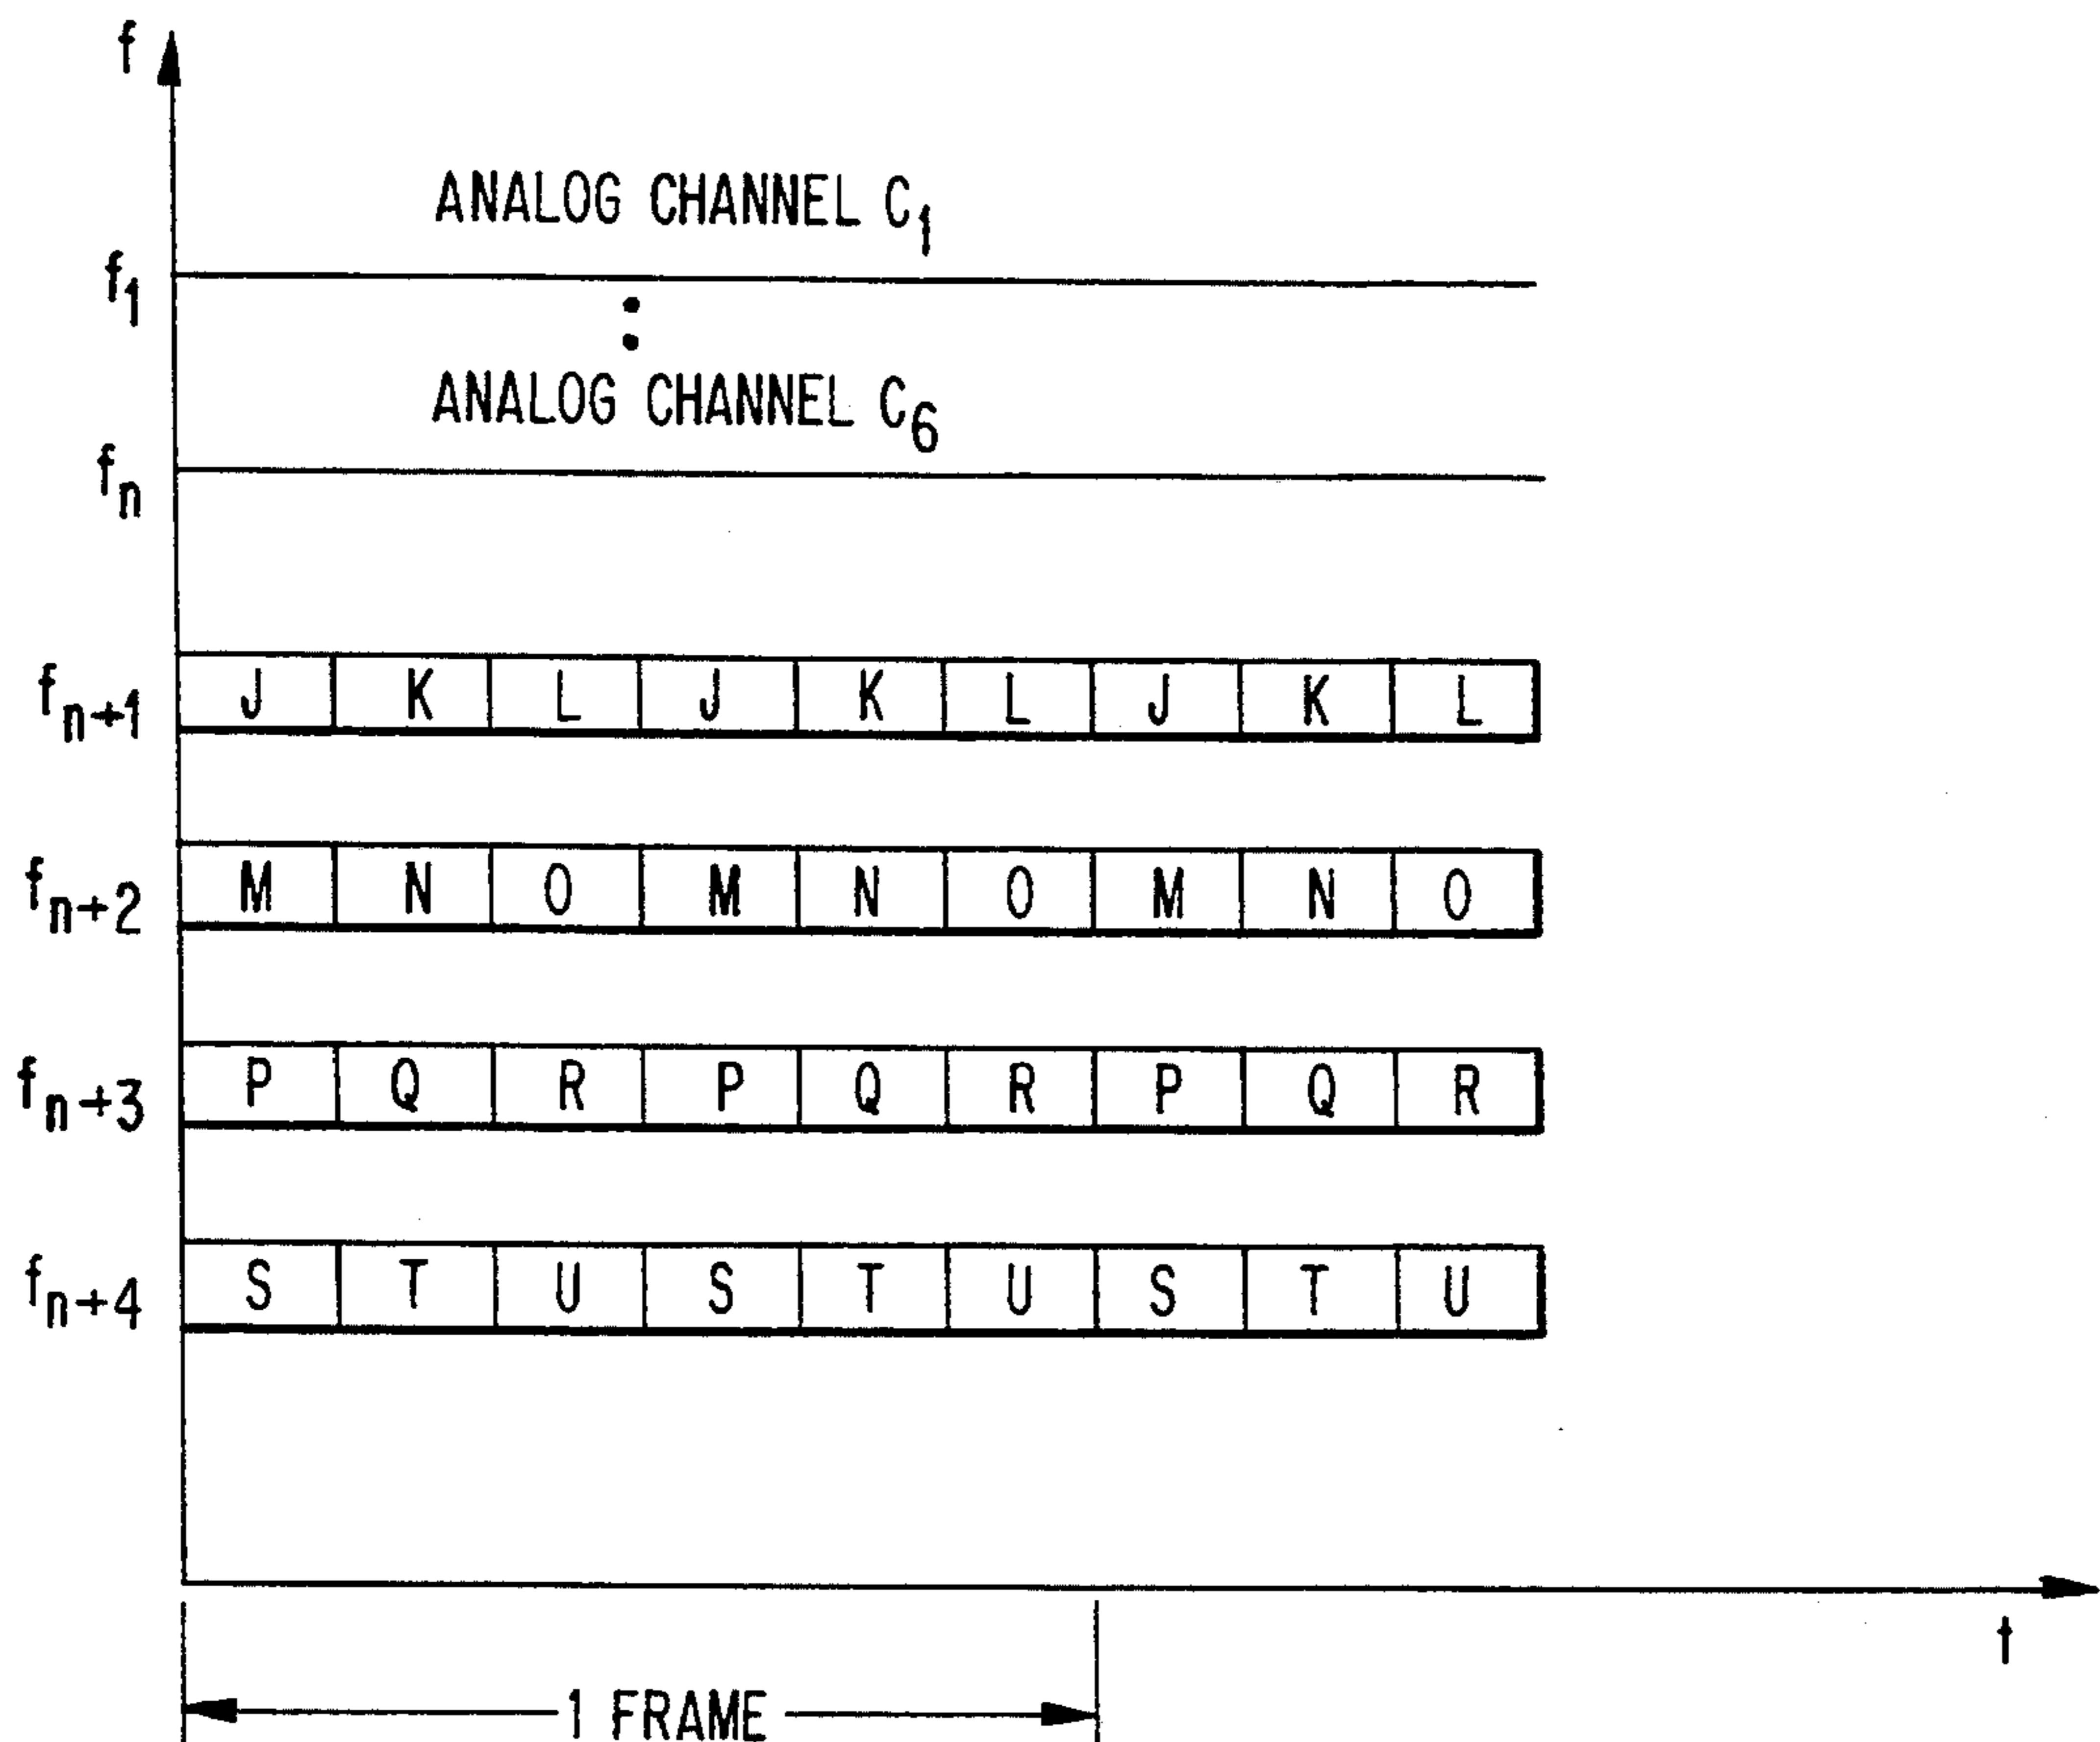 f
ANALOG CHANNEL C1
f1
ANALOG CHANNEL C6
fn
fn+1 J K L J K L J K L
fn+2 M N O M N O M N O
fn+3 P Q R P Q R P Q R
fn+4 S T U S T U S T U
t
1 FRAME